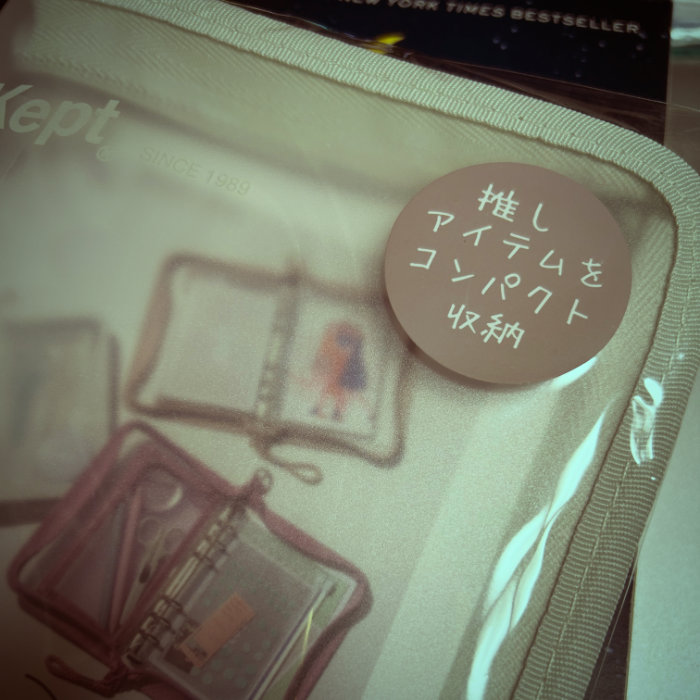 NEW YORK TIMES BESTSELLER
Kept
SINCE 1989
推し
アイテムを
コンパクト
収納